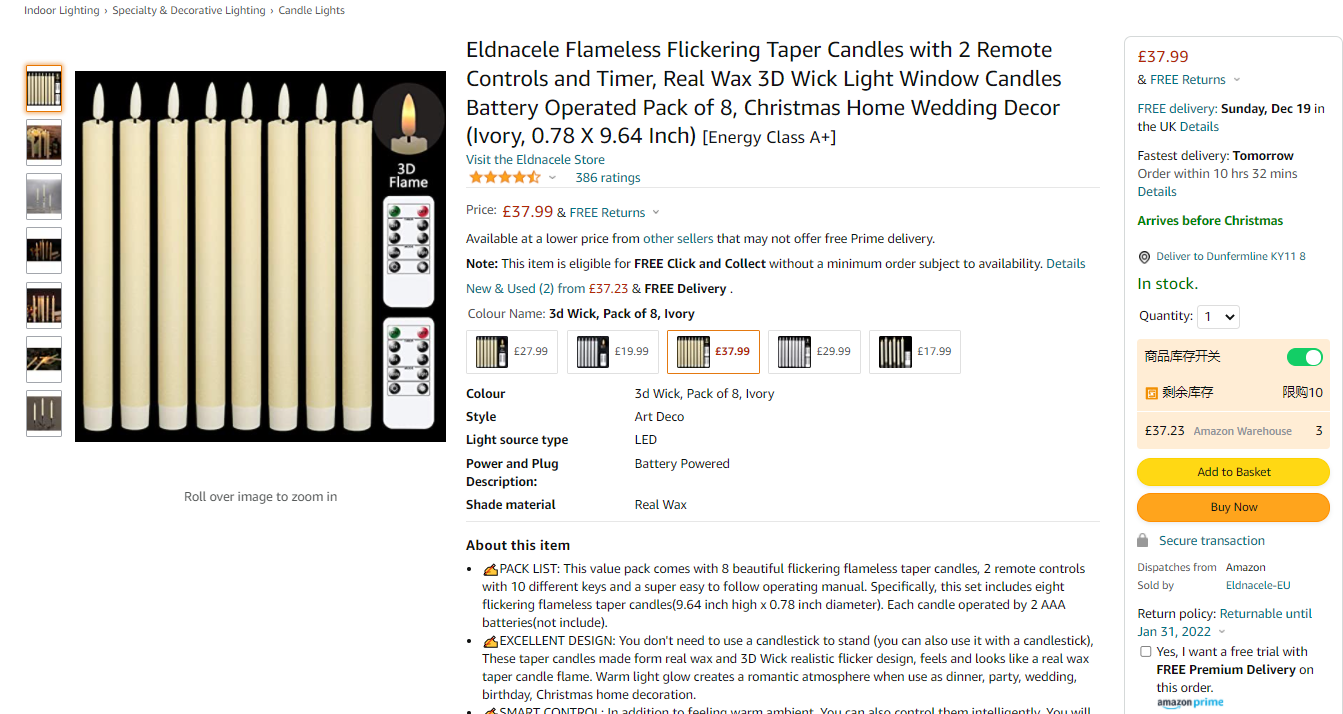 Indoor Lighting › Specialty & Decorative Lighting › Candle Lights
3D
Flame
Roll over image to zoom in
Eldnacele Flameless Flickering Taper Candles with 2 Remote
Controls and Timer, Real Wax 3D Wick Light Window Candles
Battery Operated Pack of 8, Christmas Home Wedding Decor
(Ivory, 0.78 X 9.64 Inch) [Energy Class A+]
Visit the Eldnacele Store
386 ratings
Price: £37.99 & FREE Returns
Available at a lower price from other sellers that may not offer free Prime delivery.
Note: This item is eligible for FREE Click and Collect without a minimum order subject to availability. Details
New & Used (2) from £37.23 & FREE Delivery .
Colour Name: 3d Wick, Pack of 8, Ivory
£27.99 £19.99 £37.99 £29.99 £17.99
Colour 3d Wick, Pack of 8, Ivory
Style Art Deco
Light source type LED
Power and Plug Battery Powered
Description:
Shade material Real Wax
About this item
• ✍PACK LIST: This value pack comes with 8 beautiful flickering flameless taper candles, 2 remote controls
with 10 different keys and a super easy to follow operating manual. Specifically, this set includes eight
flickering flameless taper candles(9.64 inch high x 0.78 inch diameter). Each candle operated by 2 AAA
batteries(not include).
• ✍EXCELLENT DESIGN: You don't need to use a candlestick to stand (you can also use it with a candlestick),
These taper candles made form real wax and 3D Wick realistic flicker design, feels and looks like a real wax
taper candle flame. Warm light glow creates a romantic atmosphere when use as dinner, party, wedding,
birthday, Christmas home decoration.
• ✍SMART CONTROL: In addition to feeling warm ambient, You can also control them intelligently. You will
£37.99
& FREE Returns
FREE delivery: Sunday, Dec 19 in
the UK Details
Fastest delivery: Tomorrow
Order within 10 hrs 32 mins
Details
Arrives before Christmas
Deliver to Dunfermline KY11 8
In stock.
Quantity: 1
商品库存开关
剩余库存 限购10
£37.23 Amazon Warehouse 3
Add to Basket
Buy Now
Secure transaction
Dispatches from Amazon
Sold by Eldnacele-EU
Return policy: Returnable until
Jan 31, 2022
Yes, I want a free trial with
FREE Premium Delivery on
this order.
amazon prime